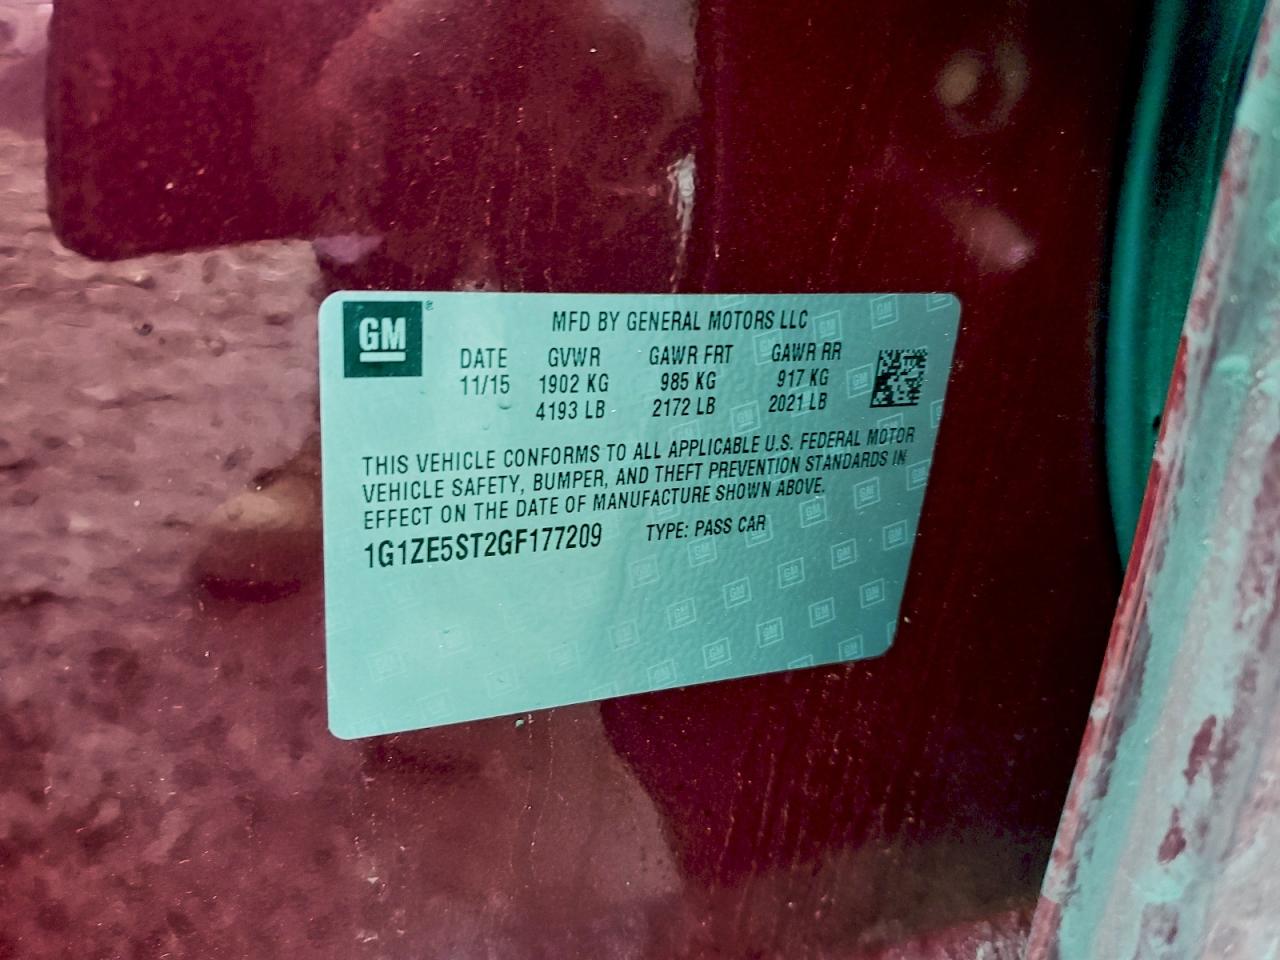 GM ®
MFD BY GENERAL MOTORS LLC
DATE GVWR GAWR FRT GAWR RR
11/15 1902 KG 985 KG 917 KG
4193 LB 2172 LB 2021 LB
THIS VEHICLE CONFORMS TO ALL APPLICABLE U.S. FEDERAL MOTOR
VEHICLE SAFETY, BUMPER, AND THEFT PREVENTION STANDARDS IN
EFFECT ON THE DATE OF MANUFACTURE SHOWN ABOVE.
1G1ZE5ST2GF177209 TYPE: PASS CAR